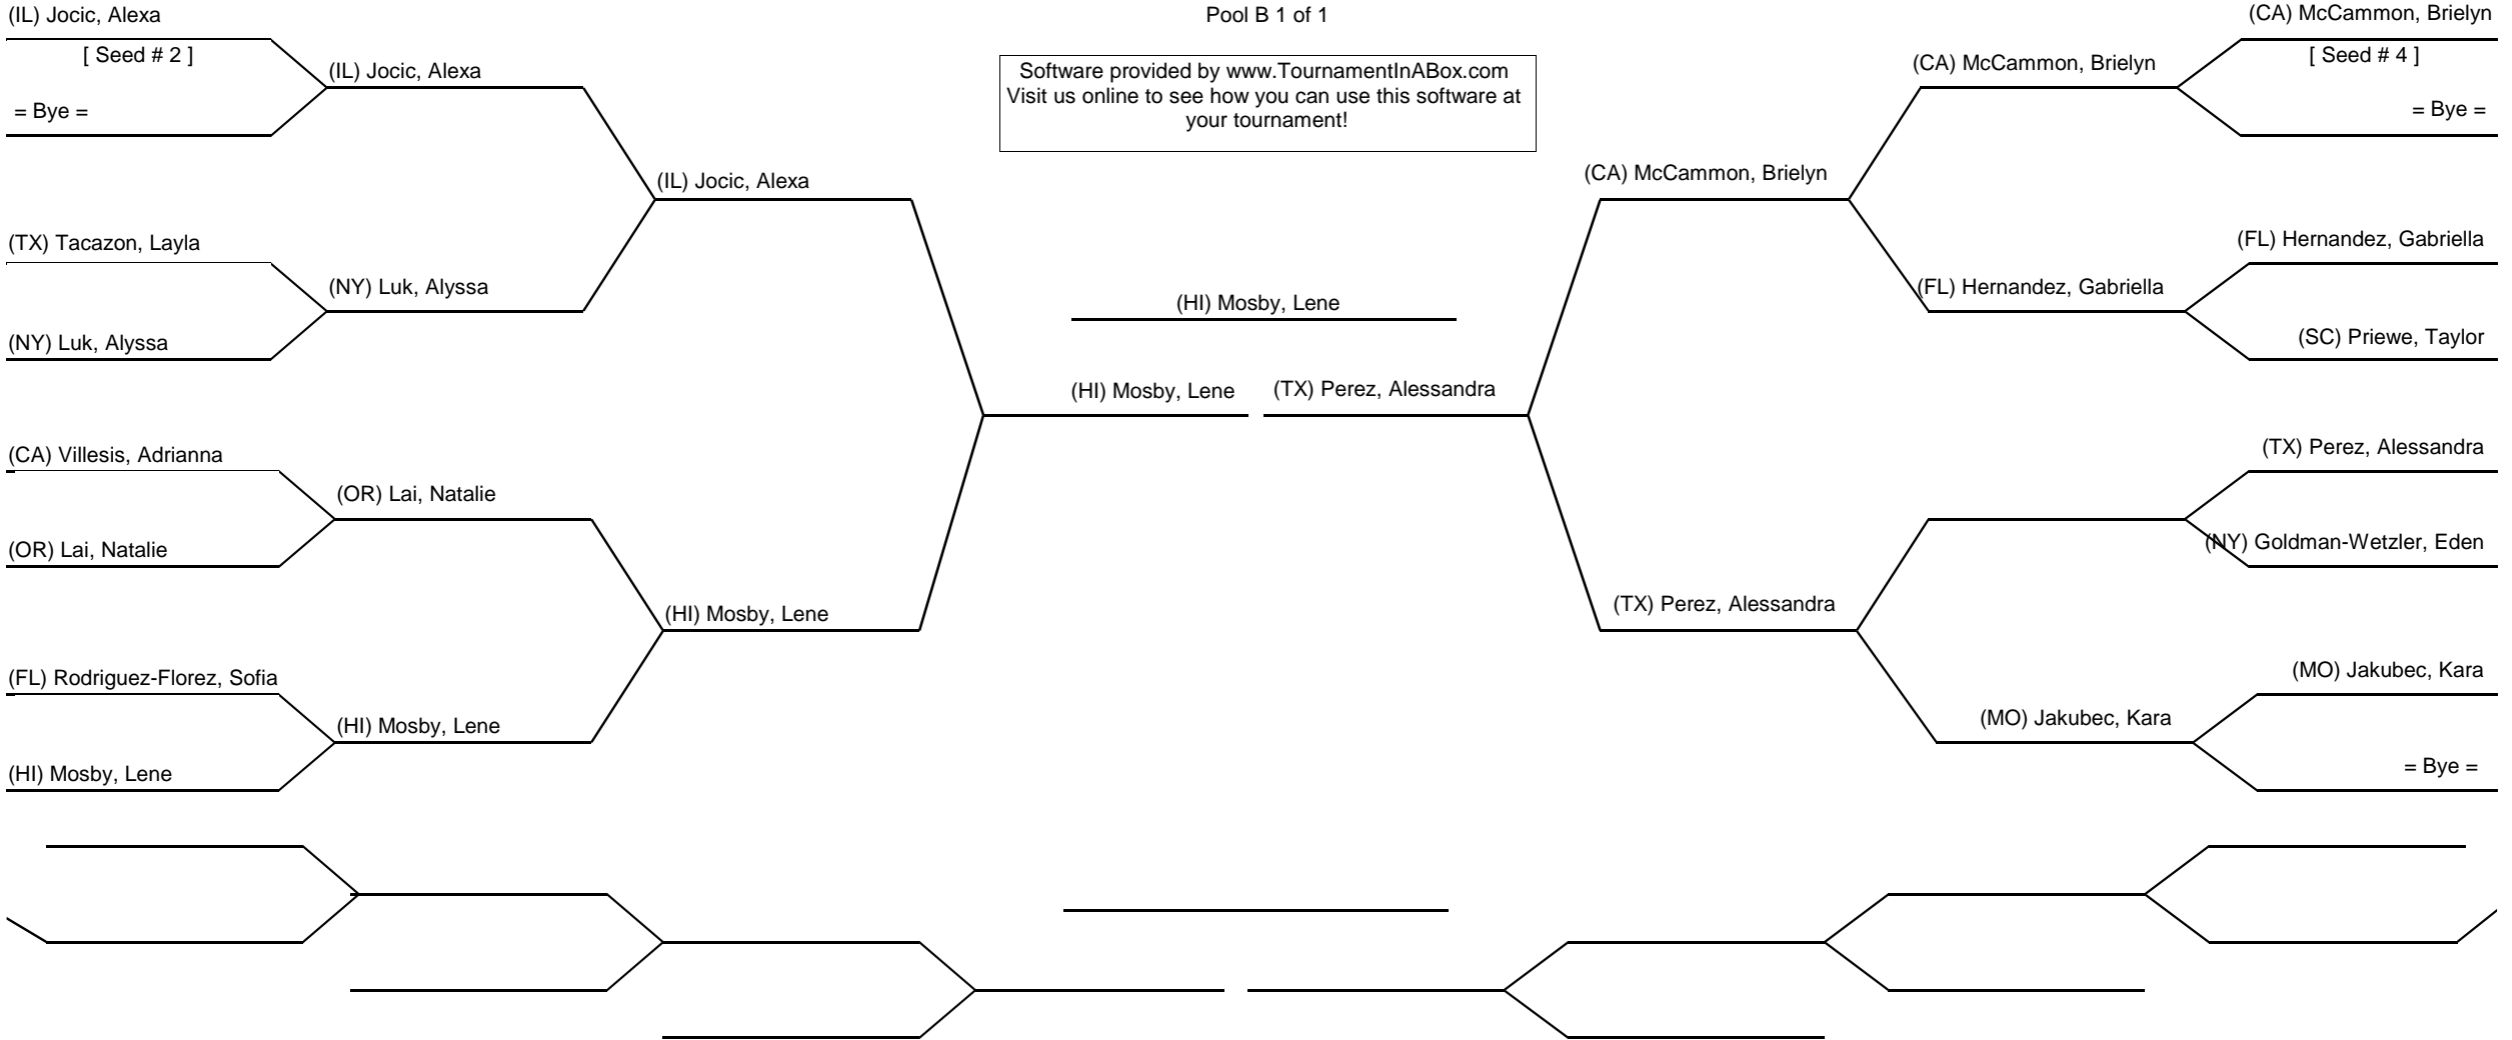 (IL) Jocic, Alexa
[ Seed # 2 ]
= Bye =
(TX) Tacazon, Layla
(NY) Luk, Alyssa
(CA) Villesis, Adrianna
(OR) Lai, Natalie
(FL) Rodriguez-Florez, Sofia
(HI) Mosby, Lene
(IL) Jocic, Alexa
(NY) Luk, Alyssa
(OR) Lai, Natalie
(HI) Mosby, Lene
(IL) Jocic, Alexa
(HI) Mosby, Lene
Pool B 1 of 1
Software provided by www.TournamentInABox.com
Visit us online to see how you can use this software at
your tournament!
(HI) Mosby, Lene
(HI) Mosby, Lene
(TX) Perez, Alessandra
(CA) McCammon, Brielyn
(TX) Perez, Alessandra
(CA) McCammon, Brielyn
(FL) Hernandez, Gabriella
(MO) Jakubec, Kara
(CA) McCammon, Brielyn
[ Seed # 4 ]
= Bye =
(FL) Hernandez, Gabriella
(SC) Priewe, Taylor
(TX) Perez, Alessandra
(NY) Goldman-Wetzler, Eden
(MO) Jakubec, Kara
= Bye =